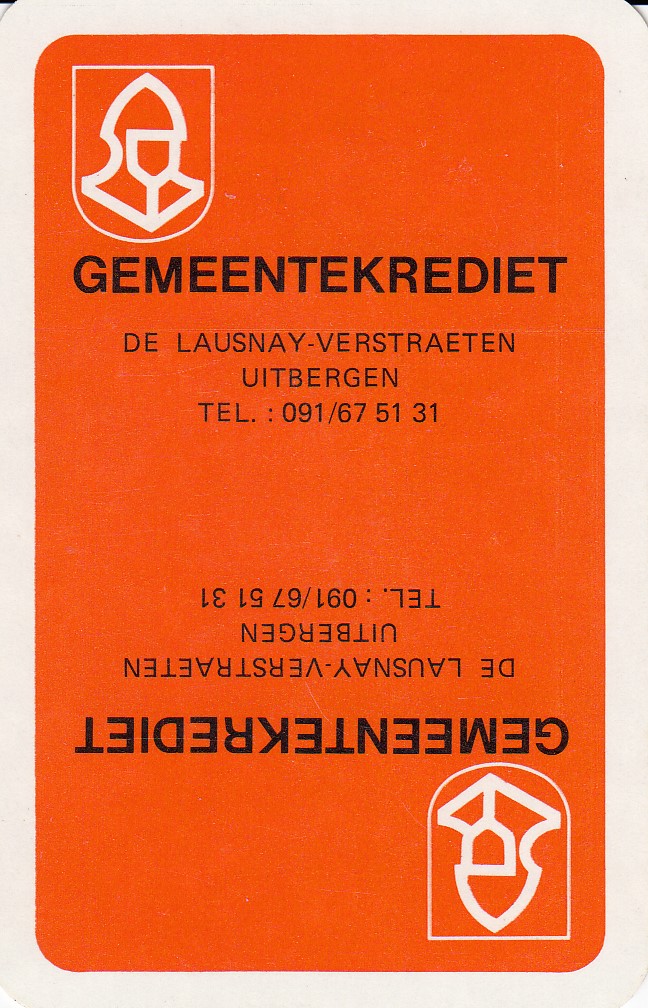 GEMEENTEKREDIET
DE LAUSNAY-VERSTRAETEN
UITBERGEN
TEL. : 091/67 51 31
GEMEENTEKREDIET
DE LAUSNAY-VERSTRAETEN
UITBERGEN
TEL. : 091/67 51 31